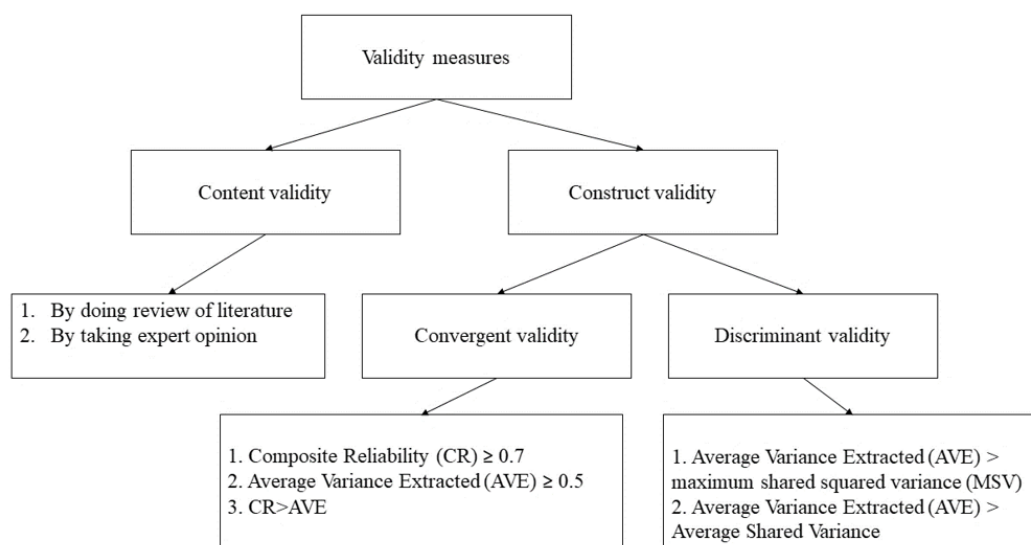 Validity measures
Content validity
Construct validity
1. By doing review of literature
2. By taking expert opinion
Convergent validity
Discriminant validity
1. Composite Reliability (CR) ≥ 0.7
2. Average Variance Extracted (AVE) ≥ 0.5
3. CR>AVE
1. Average Variance Extracted (AVE) >
maximum shared squared variance (MSV)
2. Average Variance Extracted (AVE) >
Average Shared Variance